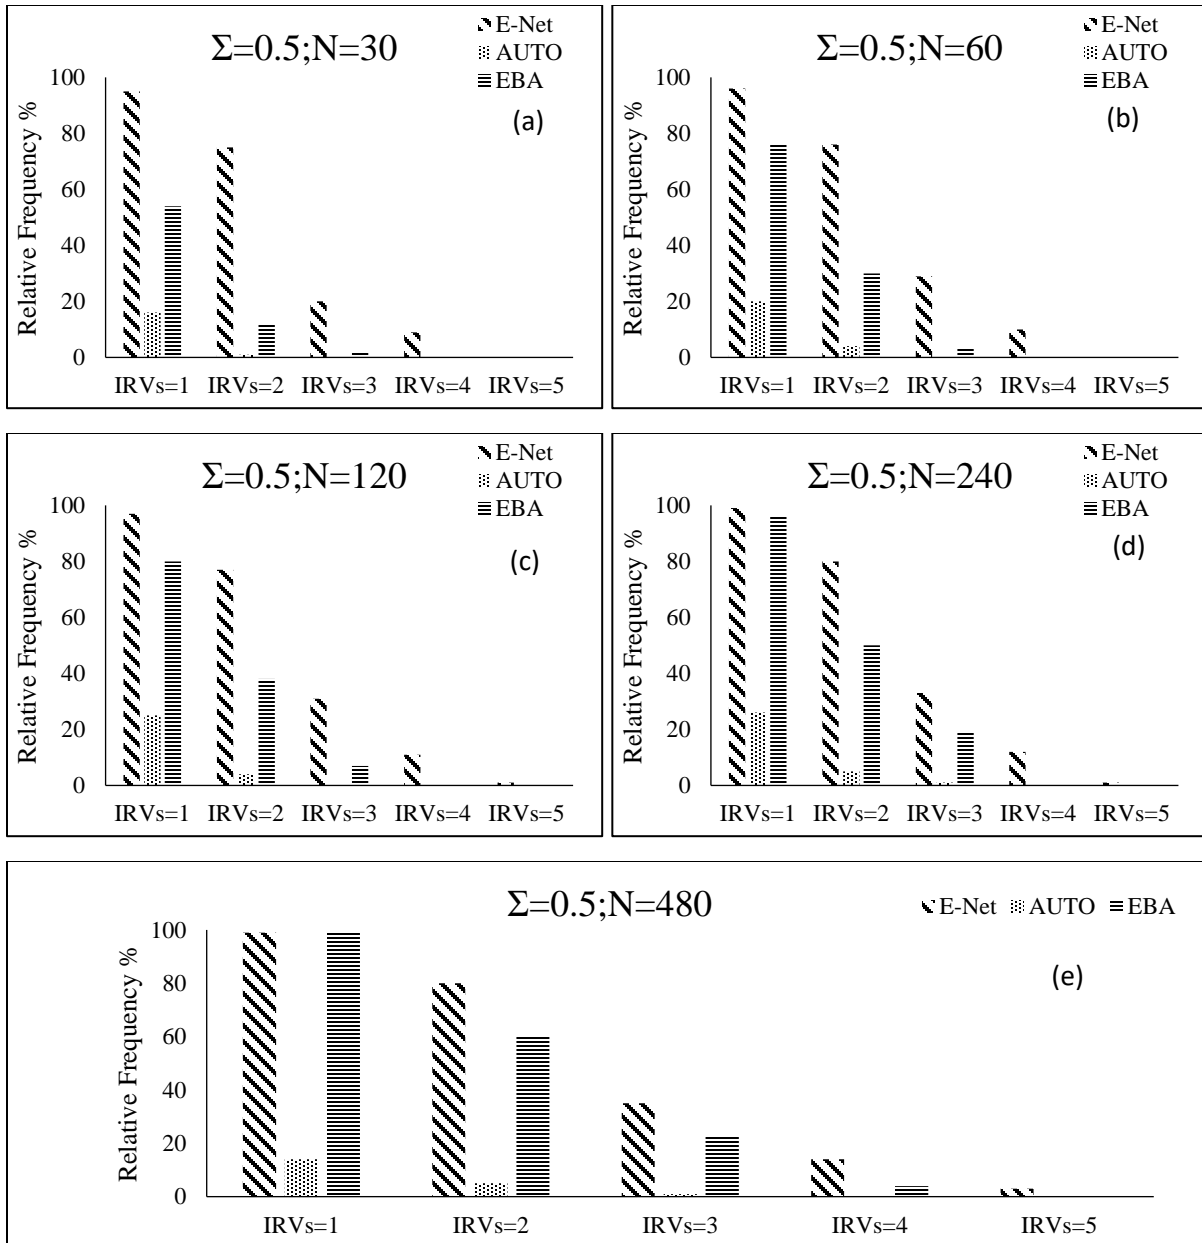 Σ=0.5;N=30
E-Net
AUTO
EBA
(a)
Relative Frequency %
100
80
60
40
20
0
IRVs=1 IRVs=2 IRVs=3 IRVs=4 IRVs=5
Σ=0.5;N=60
E-Net
AUTO
EBA
(b)
Relative Frequency %
100
80
60
40
20
0
IRVs=1 IRVs=2 IRVs=3 IRVs=4 IRVs=5
Σ=0.5;N=120
E-Net
AUTO
EBA
(c)
Relative Frequency %
100
80
60
40
20
0
IRVs=1 IRVs=2 IRVs=3 IRVs=4 IRVs=5
Σ=0.5;N=240
E-Net
AUTO
EBA
(d)
Relative Frequency %
100
80
60
40
20
0
IRVs=1 IRVs=2 IRVs=3 IRVs=4 IRVs=5
Σ=0.5;N=480
E-Net AUTO EBA
(e)
Relative Frequency %
100
80
60
40
20
0
IRVs=1 IRVs=2 IRVs=3 IRVs=4 IRVs=5